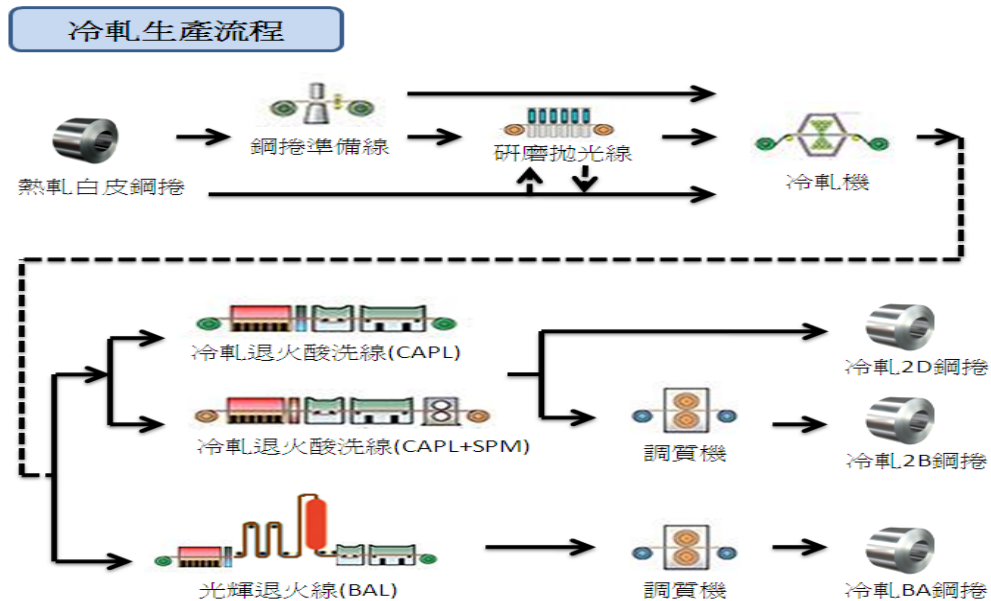 冷軋生產流程
鋼捲準備線
研磨拋光線
熱軋白皮鋼捲
冷軋機
冷軋退火酸洗線(CAPL)
冷軋2D鋼捲
冷軋退火酸洗線(CAPL+SPM)
調質機
冷軋2B鋼捲
光輝退火線(BAL)
調質機
冷軋BA鋼捲